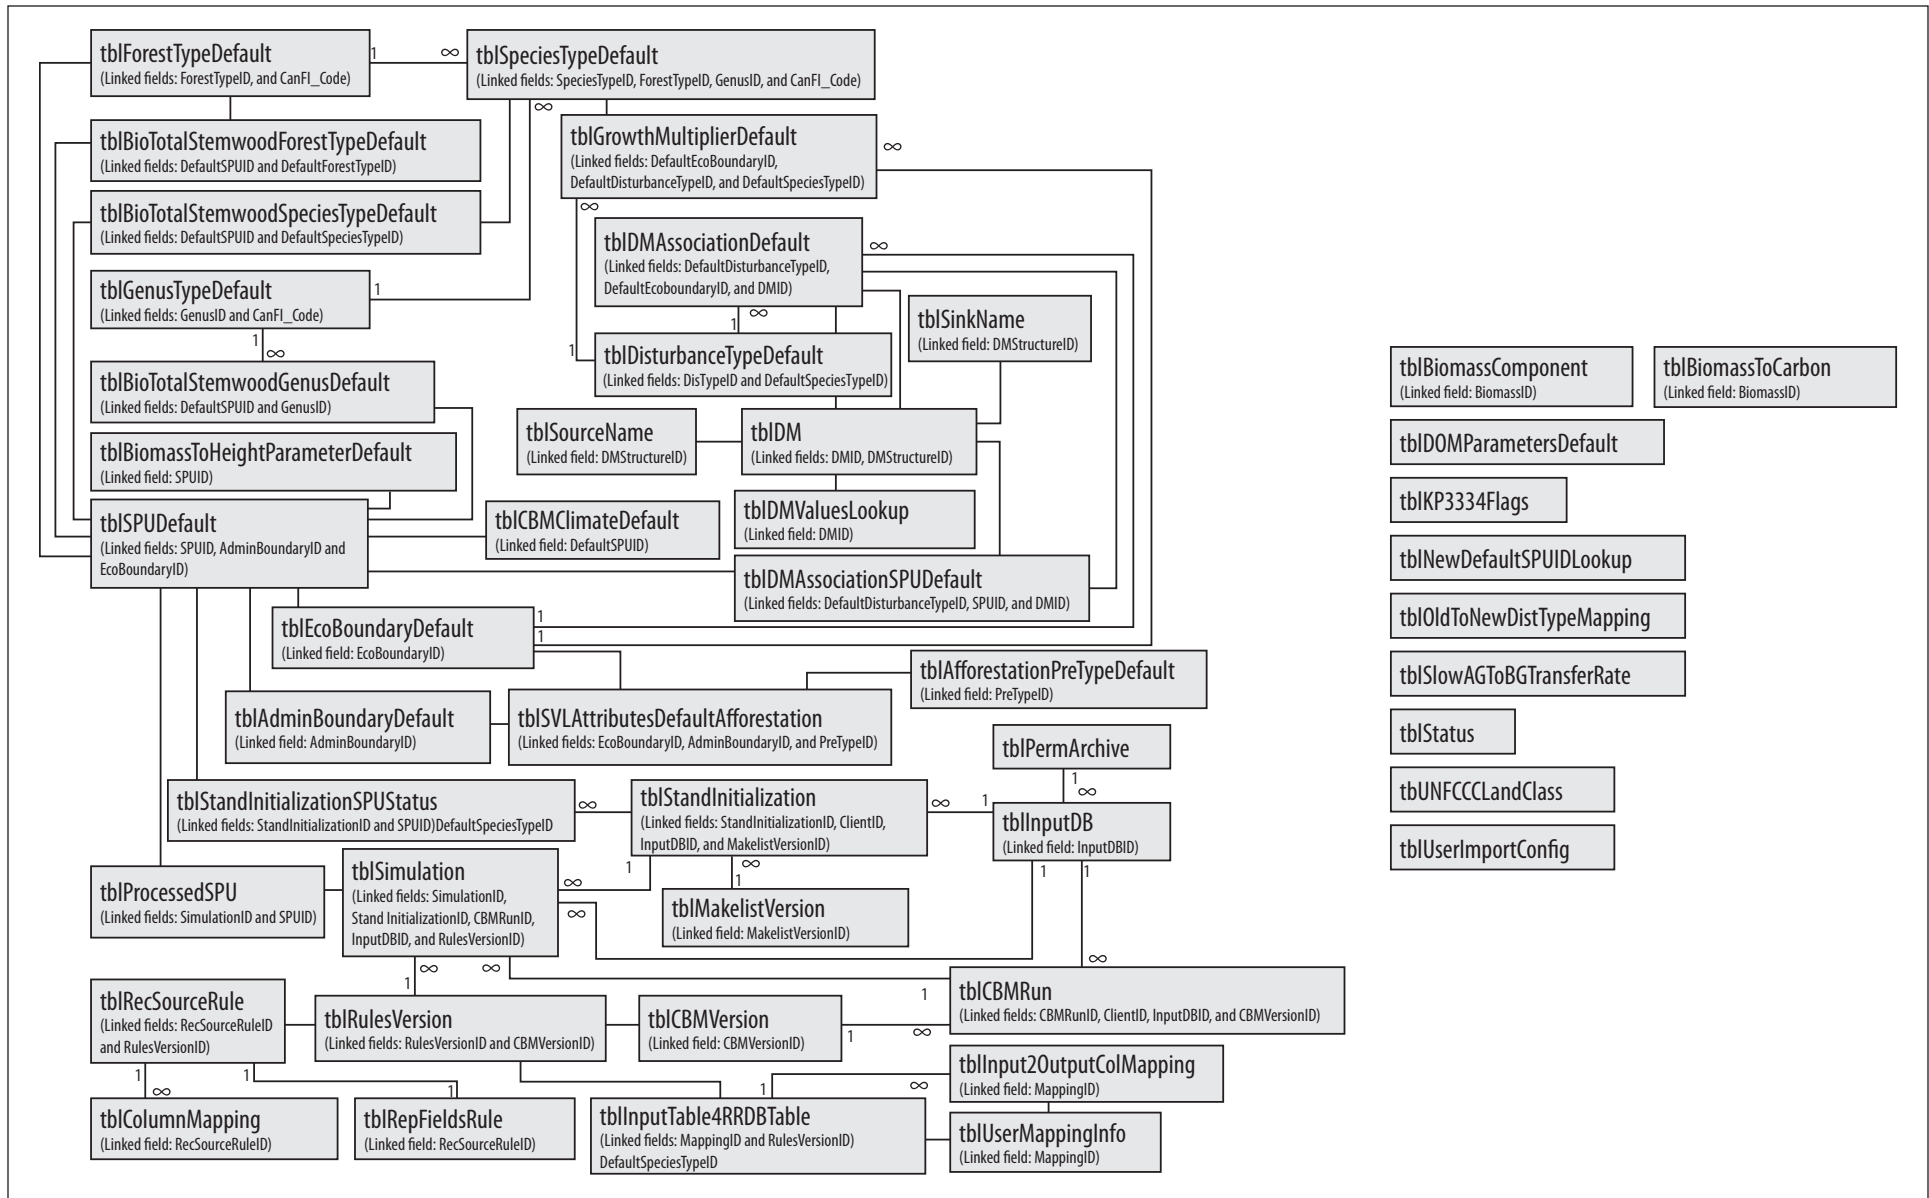 tblForestTypeDefault
(Linked fields: ForestTypeID, and CanFI_Code)
1
∞
tblSpeciesTypeDefault
(Linked fields: SpeciesTypeID, ForestTypeID, GenusID, and CanFI_Code)
∞
tblBioTotalStemwoodForestTypeDefault
(Linked fields: DefaultSPUID and DefaultForestTypeID)
tblGrowthMultiplierDefault
(Linked fields: DefaultEcoBoundaryID,
DefaultDisturbanceTypeID, and DefaultSpeciesTypeID)
∞
∞
tblBioTotalStemwoodSpeciesTypeDefault
(Linked fields: DefaultSPUID and DefaultSpeciesTypeID)
tblDMAssociationDefault
(Linked fields: DefaultDisturbanceTypeID,
DefaultEcoboundaryID, and DMID)
∞
1
∞
tblGenusTypeDefault
(Linked fields: GenusID and CanFI_Code)
1
1
∞
tblSinkName
(Linked field: DMStructureID)
1
tblDisturbanceTypeDefault
(Linked fields: DisTypeID and DefaultSpeciesTypeID)
tblBioTotalStemwoodGenusDefault
(Linked fields: DefaultSPUID and GenusID)
tblSourceName
(Linked field: DMStructureID)
tblDM
(Linked fields: DMID, DMStructureID)
tblBiomassToHeightParameterDefault
(Linked field: SPUID)
tblSPUDefault
(Linked fields: SPUID, AdminBoundaryID and
EcoBoundaryID)
tblCBMClimateDefault
(Linked field: DefaultSPUID)
tblDMValuesLookup
(Linked field: DMID)
tblDMAssociationSPUDefault
(Linked fields: DefaultDisturbanceTypeID, SPUID, and DMID)
tblEcoBoundaryDefault
(Linked field: EcoBoundaryID)
1
1
tblAfforestationPreTypeDefault
(Linked field: PreTypeID)
tblAdminBoundaryDefault
(Linked field: AdminBoundaryID)
tblSVLAttributesDefaultAfforestation
(Linked fields: EcoBoundaryID, AdminBoundaryID, and PreTypeID)
tblPermArchive
1
∞
tblStandInitializationSPUStatus
(Linked fields: StandInitializationID and SPUID)DefaultSpeciesTypeID
∞
tblStandInitialization
(Linked fields: StandInitializationID, ClientID,
InputDBID, and MakelistVersionID)
∞
1
tblInputDB
(Linked field: InputDBID)
1
1
1
∞
1
tblProcessedSPU
(Linked fields: SimulationID and SPUID)
tblSimulation
(Linked fields: SimulationID,
Stand InitializationID, CBMRunID,
InputDBID, and RulesVersionID)
∞
∞
tblMakelistVersion
(Linked field: MakelistVersionID)
∞
∞
1
∞
1
tblCBMRun
(Linked fields: CBMRunID, ClientID, InputDBID, and CBMVersionID)
tblRecSourceRule
(Linked fields: RecSourceRuleID
and RulesVersionID)
tblRulesVersion
(Linked fields: RulesVersionID and CBMVersionID)
tblCBMVersion
(Linked field: CBMVersionID)
1
∞
1
∞
1
1
tblColumnMapping
(Linked field: RecSourceRuleID)
tblRepFieldsRule
(Linked field: RecSourceRuleID)
tblInputTable4RRDBTable
(Linked fields: MappingID and RulesVersionID)
DefaultSpeciesTypeID
1
∞
tblInput2OutputColMapping
(Linked field: MappingID)
tblUserMappingInfo
(Linked field: MappingID)
tblBiomassComponent
(Linked field: BiomassID)
tblBiomassToCarbon
(Linked field: BiomassID)
tblDOMParametersDefault
tblKP3334Flags
tblNewDefaultSPUIDLookup
tblOldToNewDistTypeMapping
tblSlowAGToBGTransferRate
tblStatus
tbUNFCCCLandClass
tblUserImportConfig